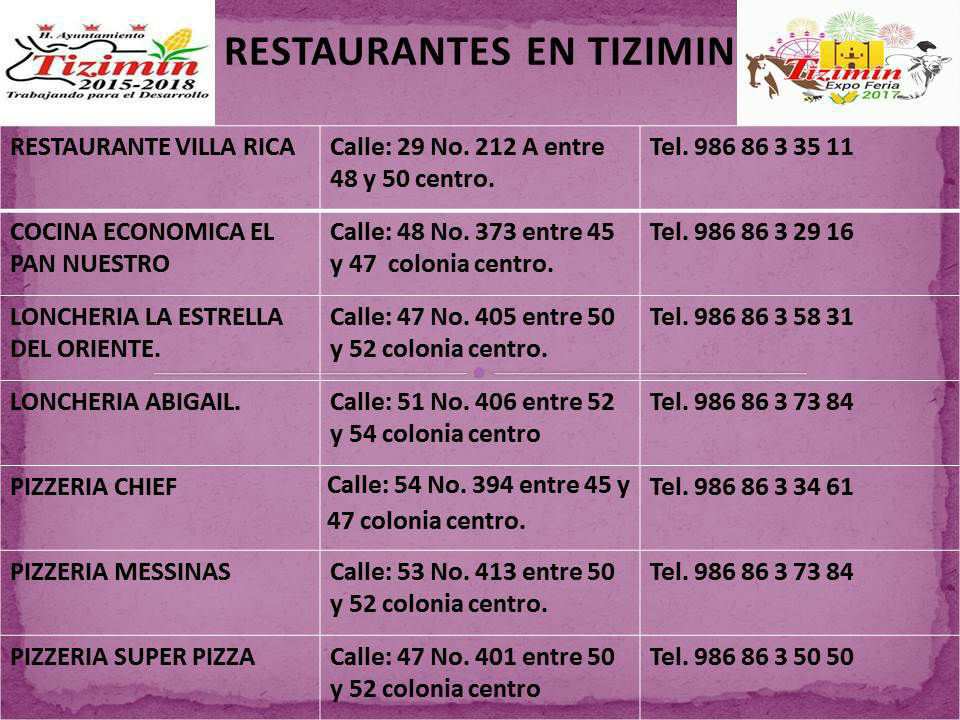 H. Ayuntamiento
Tizimin
2015-2018
Trabajando para el Desarrollo
RESTAURANTES EN TIZIMIN
Tizimin
Expo Feria
2017
RESTAURANTE VILLA RICA
Calle: 29 No. 212 A entre
48 y 50 centro.
Tel. 986 86 3 35 11
COCINA ECONOMICA EL
PAN NUESTRO
Calle: 48 No. 373 entre 45
y 47 colonia centro.
Tel. 986 86 3 29 16
LONCHERIA LA ESTRELLA
DEL ORIENTE.
Calle: 47 No. 405 entre 50
y 52 colonia centro.
Tel. 986 86 3 58 31
LONCHERIA ABIGAIL.
Calle: 51 No. 406 entre 52
y 54 colonia centro
Tel. 986 86 3 73 84
PIZZERIA CHIEF
Calle: 54 No. 394 entre 45 y
47 colonia centro.
Tel. 986 86 3 34 61
PIZZERIA MESSINAS
Calle: 53 No. 413 entre 50
y 52 colonia centro.
Tel. 986 86 3 73 84
PIZZERIA SUPER PIZZA
Calle: 47 No. 401 entre 50
y 52 colonia centro
Tel. 986 86 3 50 50